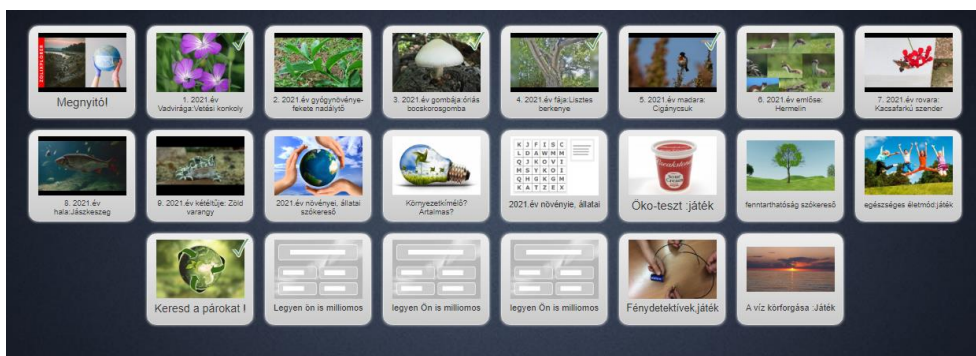 Megnyitó!
1. 2021.év
Vadvirága:Vetési konkoly
2. 2021.év gyógynövénye-
fekete nadálytő
3. 2021.év gombája:óriás
bocskorosgomba
4. 2021.év fája:Lisztes
berkenye
5. 2021.év madara:
Cigánycsuk
6. 2021.év emlőse:
Hermelin
7. 2021.év rovara:
Kacsafarkú szender
8. 2021.év
hala:Jászkeszeg
9. 2021.év kétéltűje: Zöld
varangy
2021.év növényei, állatai
szókereső
Környezetkímélő?
Ártalmas?
K J F I S C
L D A W M M
Q J K O V I
M S Y K O I
Q H G K G M
K A T Z E X
2021.év növényie, állatai
Öko-teszt :játék
fenntarthatóság szókereső
egészséges életmód:játék
Keresd a párokat !
Legyen ön is milliomos
legyen Ön is milliomos
legyen Ön is milliomos
Fénydetektívek,játék
A víz körforgása :Játék